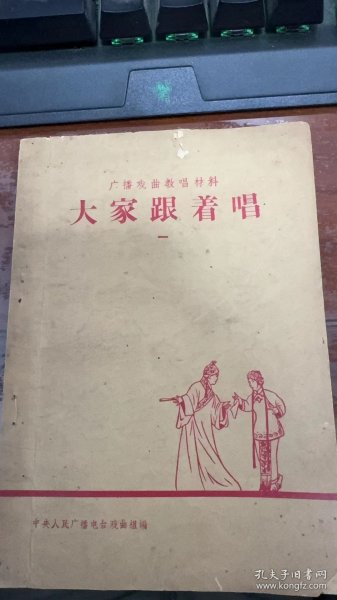 广播戏曲教唱材料
大家跟着唱
一
中央人民广播电台戏曲组编
孔夫子旧书网
www.kongfz.com